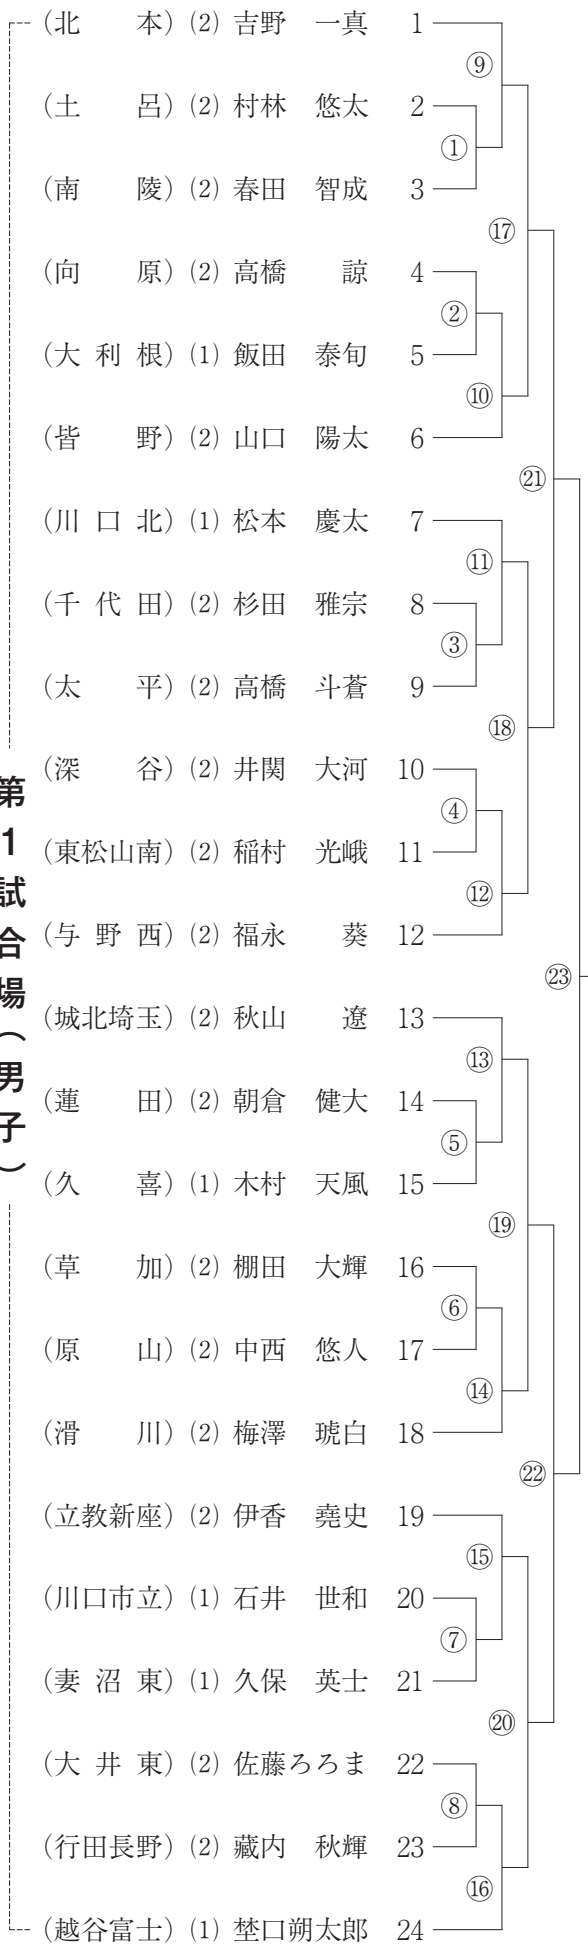 第1試合場（男子）
（北　本）(2) 吉野　一真　1
⑨
（土　呂）(2) 村林　悠太　2
①
（南　陵）(2) 春田　智成　3
⑰
（向　原）(2) 高橋　諒　4
②
（大利根）(1) 飯田　泰旬　5
⑩
（皆　野）(2) 山口　陽太　6
㉑
（川口北）(1) 松本　慶太　7
⑪
（千代田）(2) 杉田　雅宗　8
③
（太　平）(2) 高橋　斗蒼　9
⑱
（深　谷）(2) 井関　大河　10
④
（東松山南）(2) 稲村　光峨　11
⑫
（与野西）(2) 福永　葵　12
㉓
（城北埼玉）(2) 秋山　遼　13
⑬
（蓮　田）(2) 朝倉　健大　14
⑤
（久　喜）(1) 木村　天風　15
⑲
（草　加）(2) 棚田　大輝　16
⑥
（原　山）(2) 中西　悠人　17
⑭
（滑　川）(2) 梅澤　琥白　18
㉒
（立教新座）(2) 伊香　堯史　19
⑮
（川口市立）(1) 石井　世和　20
⑦
（妻沼東）(1) 久保　英士　21
⑳
（大井東）(2) 佐藤ろろま　22
⑧
（行田長野）(2) 藏内　秋輝　23
⑯
（越谷富士）(1) 埜口朔太郎　24